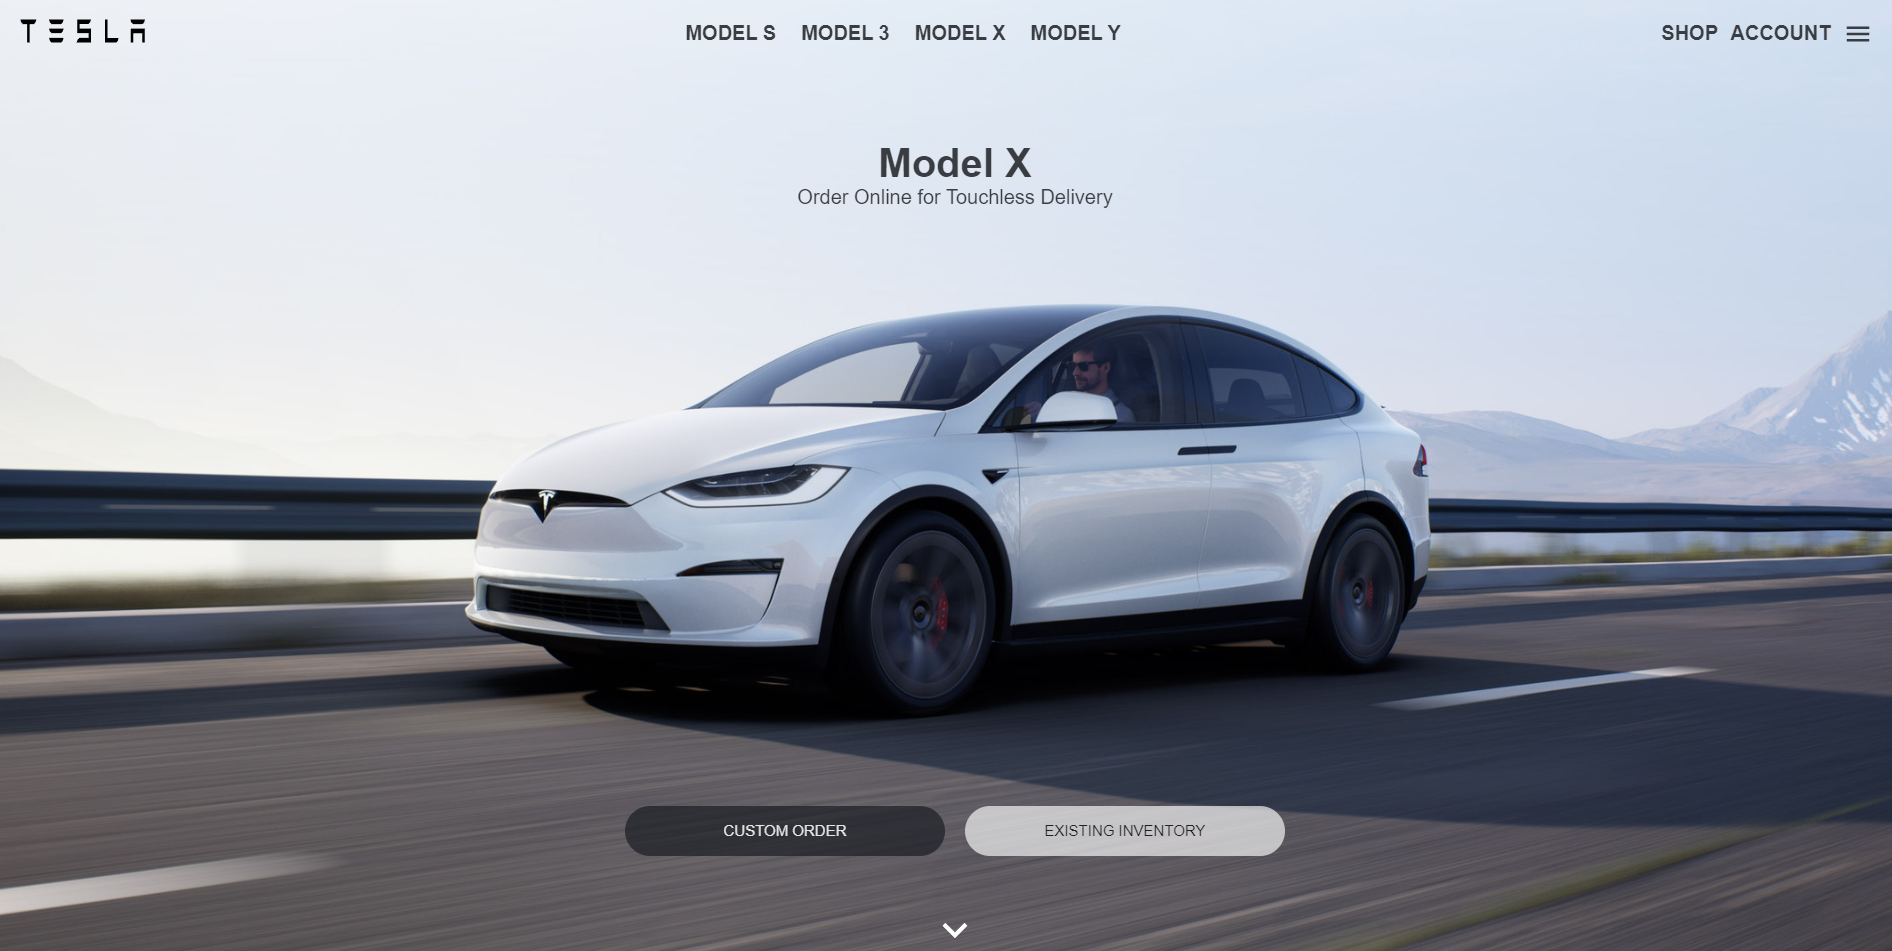 TESLA
MODEL S MODEL 3 MODEL X MODEL Y
SHOP ACCOUNT
Model X
Order Online for Touchless Delivery
CUSTOM ORDER
EXISTING INVENTORY